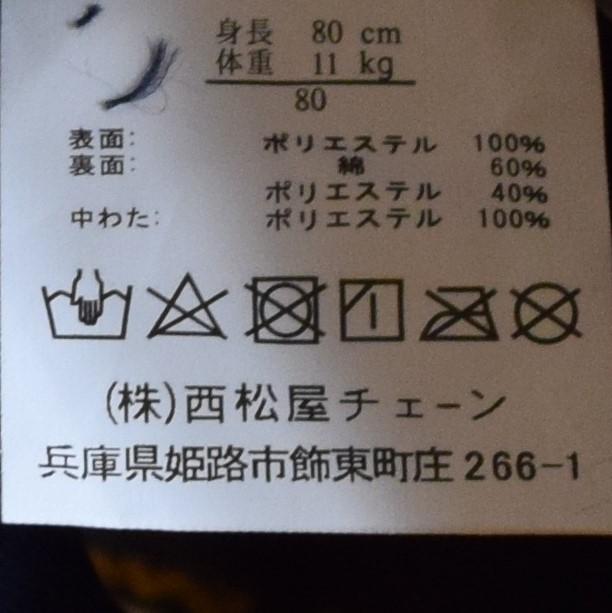 身長 80 cm
体重 11 kg
80
表面: ポリエステル 100%
裏面: 綿 60%
ポリエステル 40%
中わた: ポリエステル 100%
(株)西松屋チェーン
兵庫県姫路市飾東町庄266-1